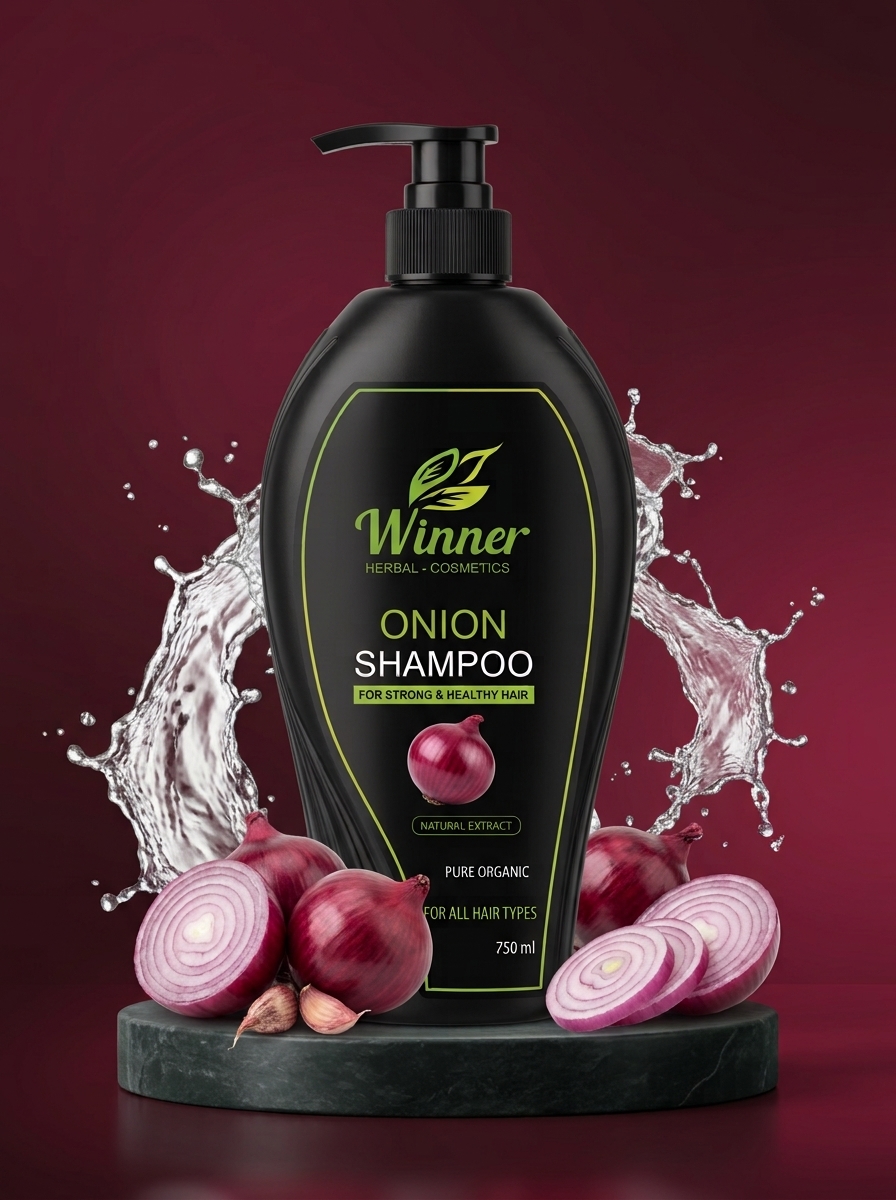 Winner
HERBAL - COSMETICS
ONION
SHAMPOO
FOR STRONG & HEALTHY HAIR
NATURAL EXTRACT
PURE ORGANIC
FOR ALL HAIR TYPES
750 ml